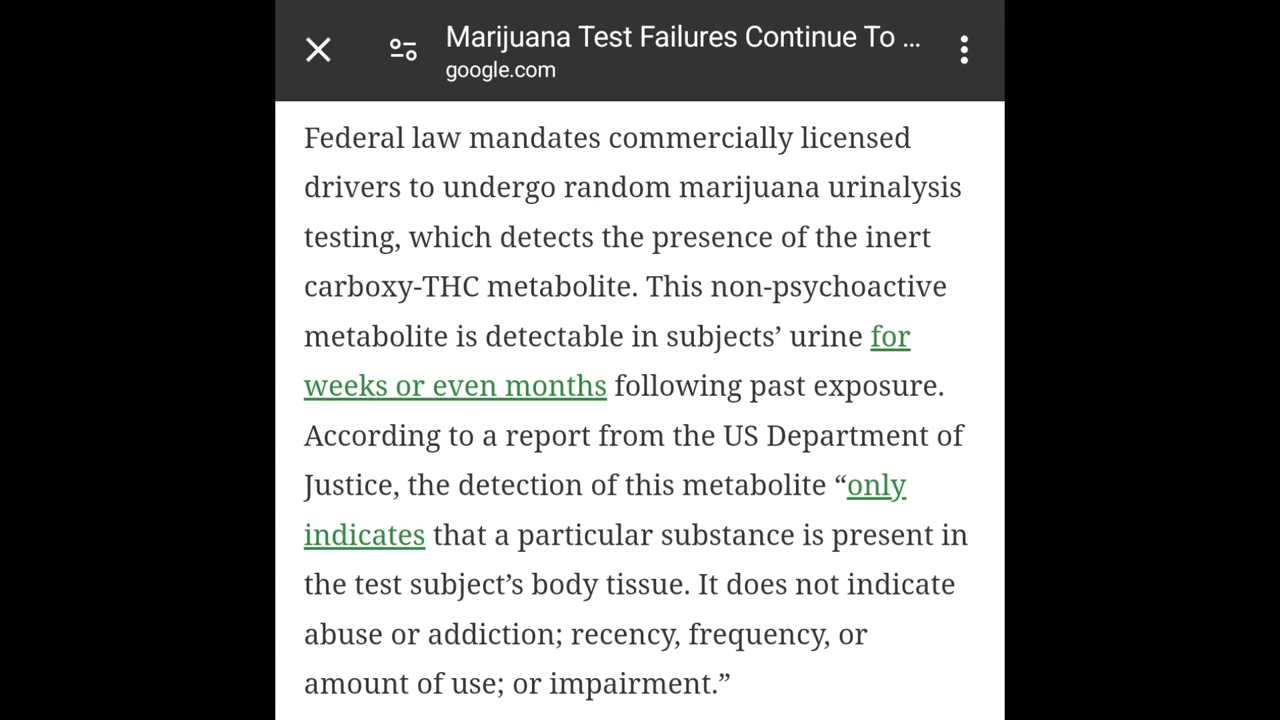 Marijuana Test Failures Continue To ...
google.com
Federal law mandates commercially licensed
drivers to undergo random marijuana urinalysis
testing, which detects the presence of the inert
carboxy-THC metabolite. This non-psychoactive
metabolite is detectable in subjects’ urine for
weeks or even months following past exposure.
According to a report from the US Department of
Justice, the detection of this metabolite “only
indicates that a particular substance is present in
the test subject’s body tissue. It does not indicate
abuse or addiction; recency, frequency, or
amount of use; or impairment.”